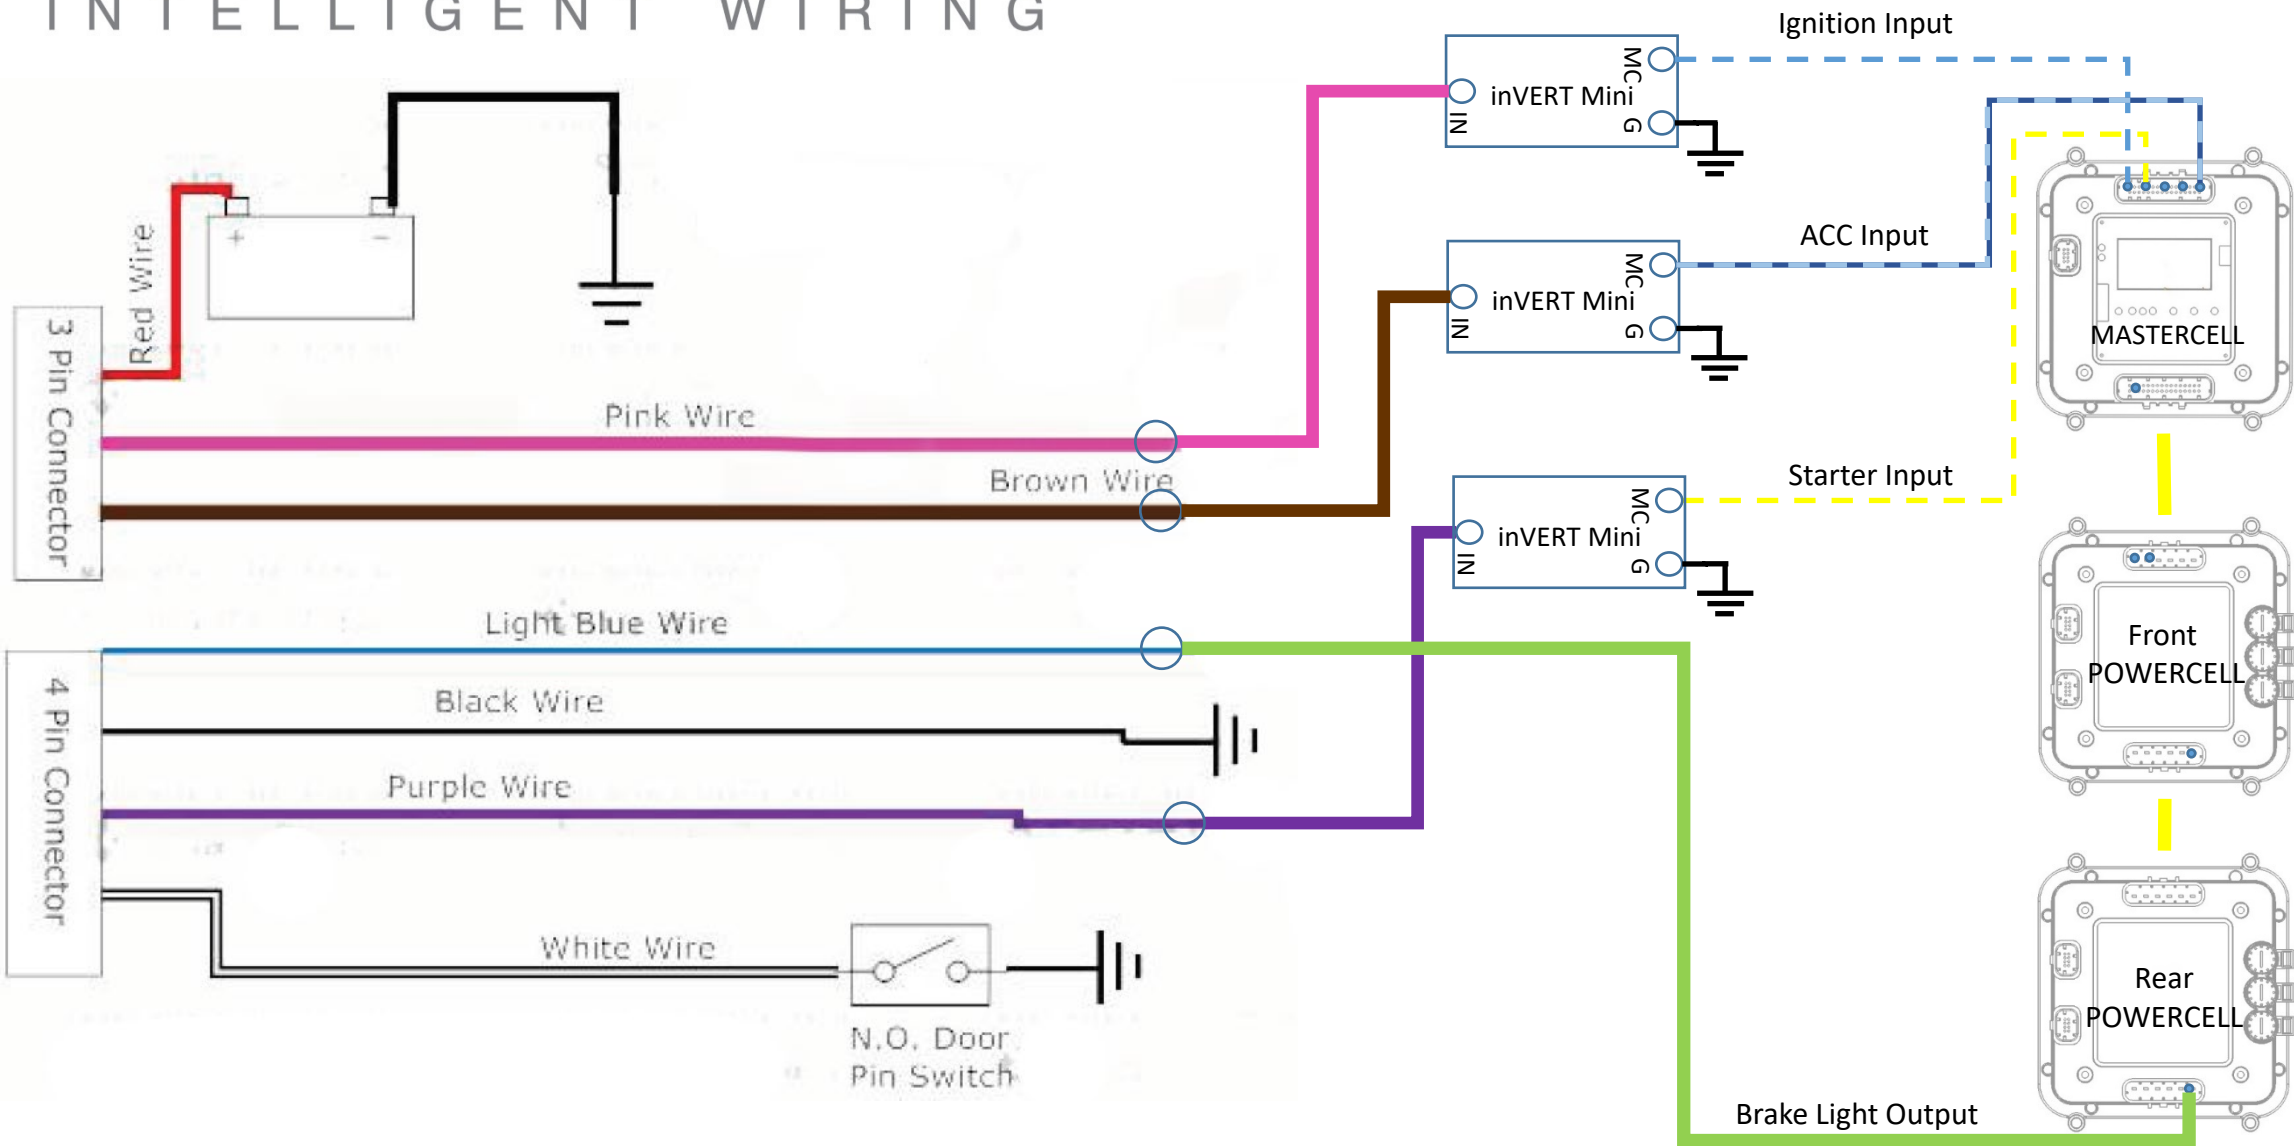 INTELLIGENT WIRING
Ignition Input
MC
inVERT Mini
IN
G
+
−
Red Wire
ACC Input
MC
inVERT Mini
IN
G
MASTERCELL
3 Pin Connector
Pink Wire
Brown Wire
Starter Input
MC
inVERT Mini
IN
G
Light Blue Wire
Front
POWERCELL
4 Pin Connector
Black Wire
Purple Wire
White Wire
N.O. Door
Pin Switch
Rear
POWERCELL
Brake Light Output